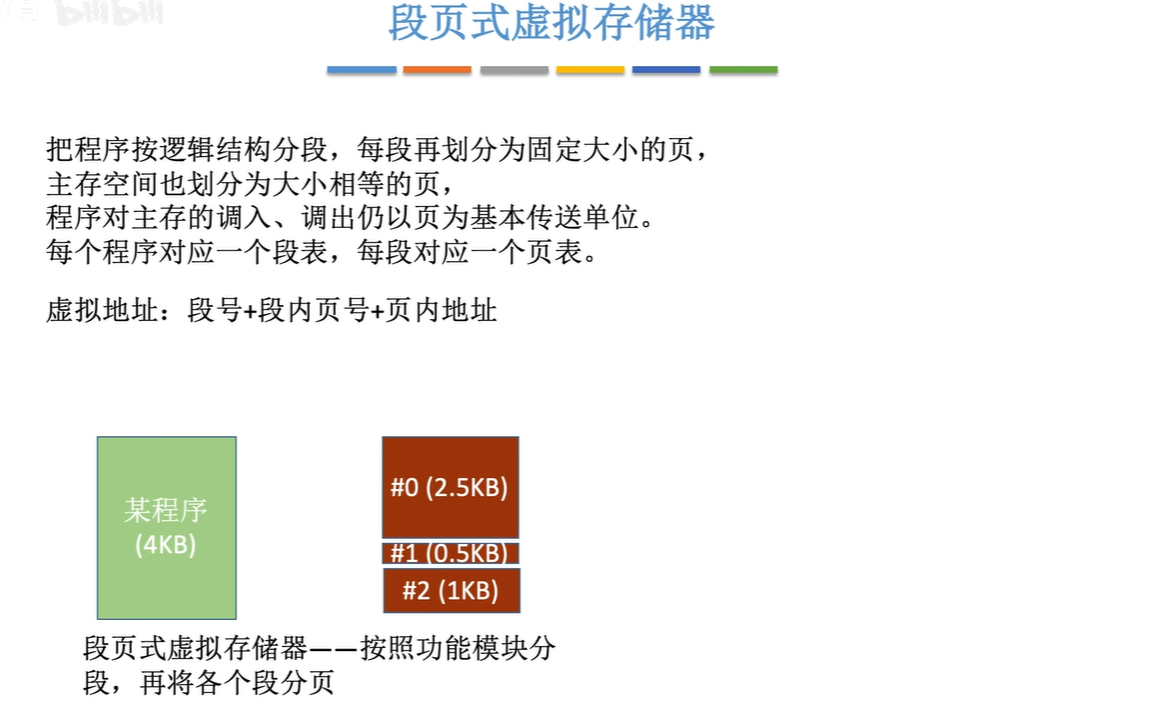 bilibili
段页式虚拟存储器
把程序按逻辑结构分段，每段再划分为固定大小的页，
主存空间也划分为大小相等的页，
程序对主存的调入、调出仍以页为基本传送单位。
每个程序对应一个段表，每段对应一个页表。
虚拟地址：段号+段内页号+页内地址
某程序
(4KB)
#0 (2.5KB)
#1 (0.5KB)
#2 (1KB)
段页式虚拟存储器——按照功能模块分
段，再将各个段分页